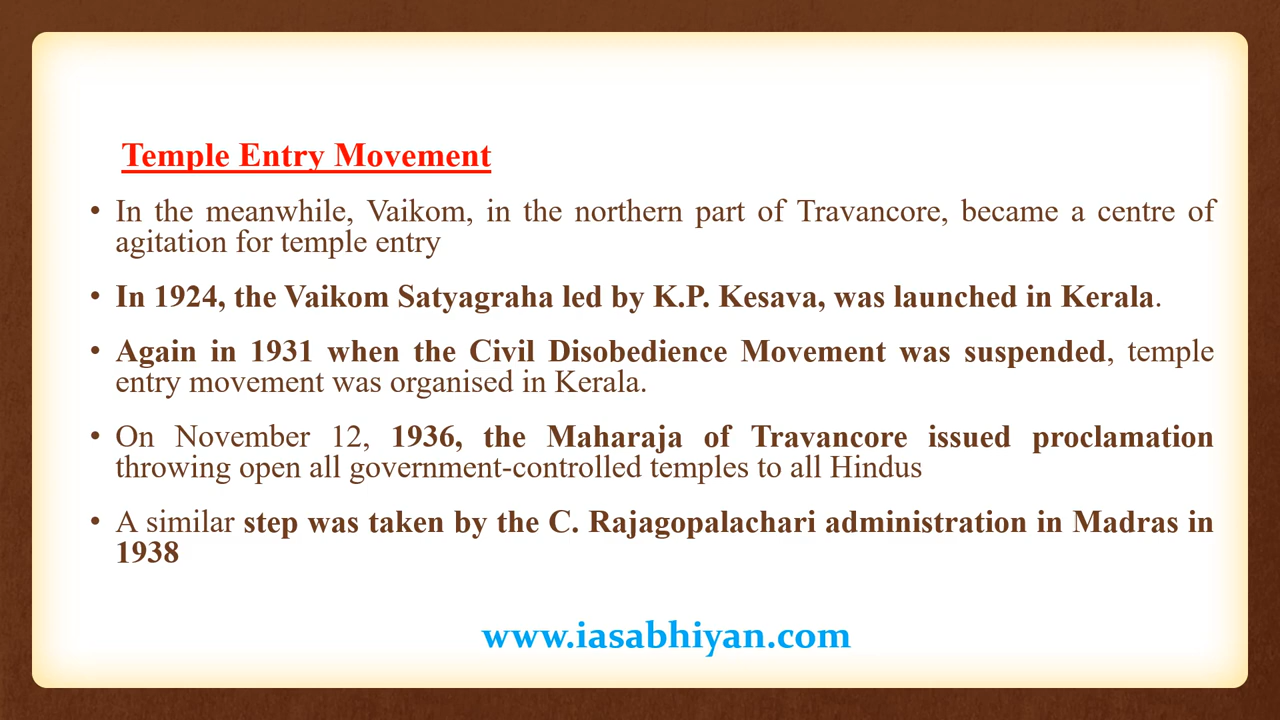 Temple Entry Movement
• In the meanwhile, Vaikom, in the northern part of Travancore, became a centre of
agitation for temple entry
• In 1924, the Vaikom Satyagraha led by K.P. Kesava, was launched in Kerala.
• Again in 1931 when the Civil Disobedience Movement was suspended, temple
entry movement was organised in Kerala.
• On November 12, 1936, the Maharaja of Travancore issued proclamation
throwing open all government-controlled temples to all Hindus
• A similar step was taken by the C. Rajagopalachari administration in Madras in
1938
www.iasabhiyan.com